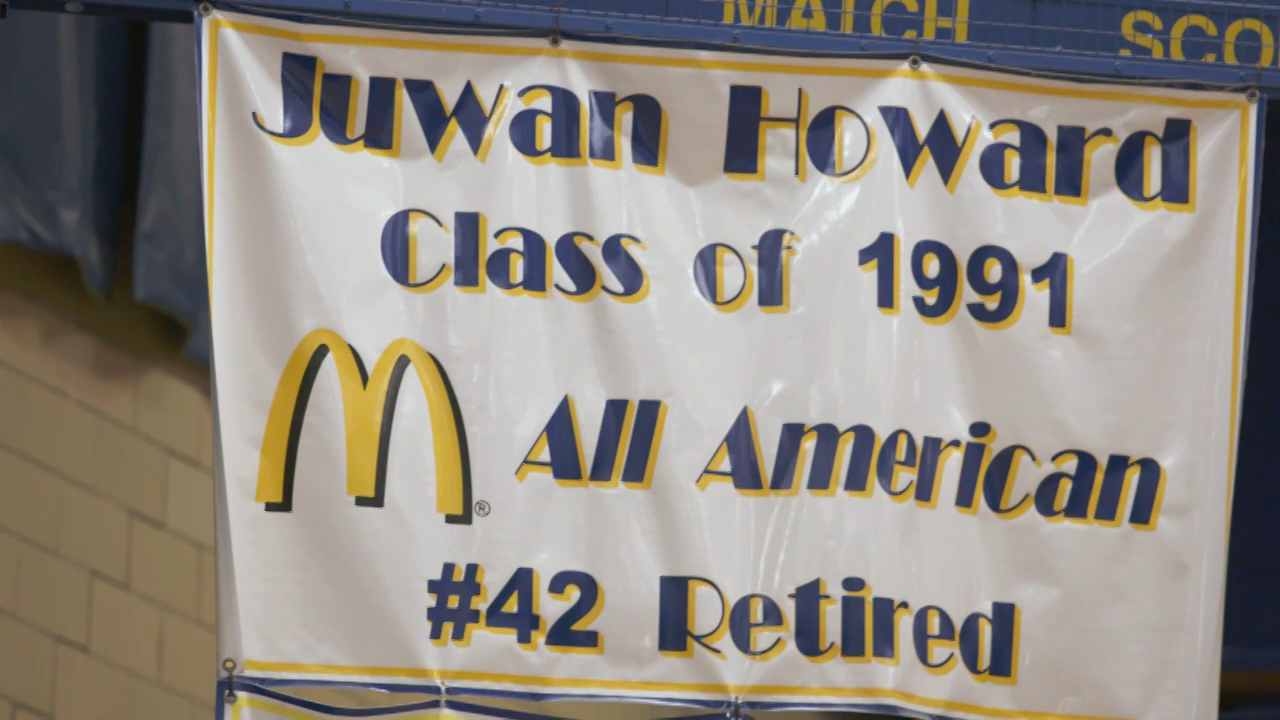 MATCH SCO
Juwan Howard
Class of 1991
M® All American
#42 Retired